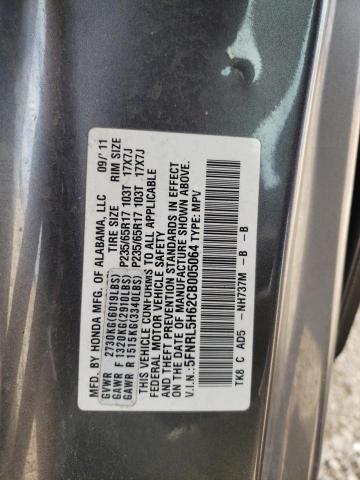 MFD. BY HONDA MFG. OF ALABAMA, LLC 09/'11
GVWR 2730KG(6019LBS) TIRE SIZE RIM SIZE
GAWR F 1320KG(2910LBS) P235/65R17 103T 17X7J
GAWR R 1515KG(3340LBS) P235/65R17 103T 17X7J
THIS VEHICLE CONFORMS TO ALL APPLICABLE
FEDERAL MOTOR VEHICLE SAFETY
AND THEFT PREVENTION STANDARDS IN EFFECT
ON THE DATE OF MANUFACTURE SHOWN ABOVE.
V.I.N.: 5FNRL5H62CB005064 TYPE: MPV
TK8 C AD5 - NH737M - B - B